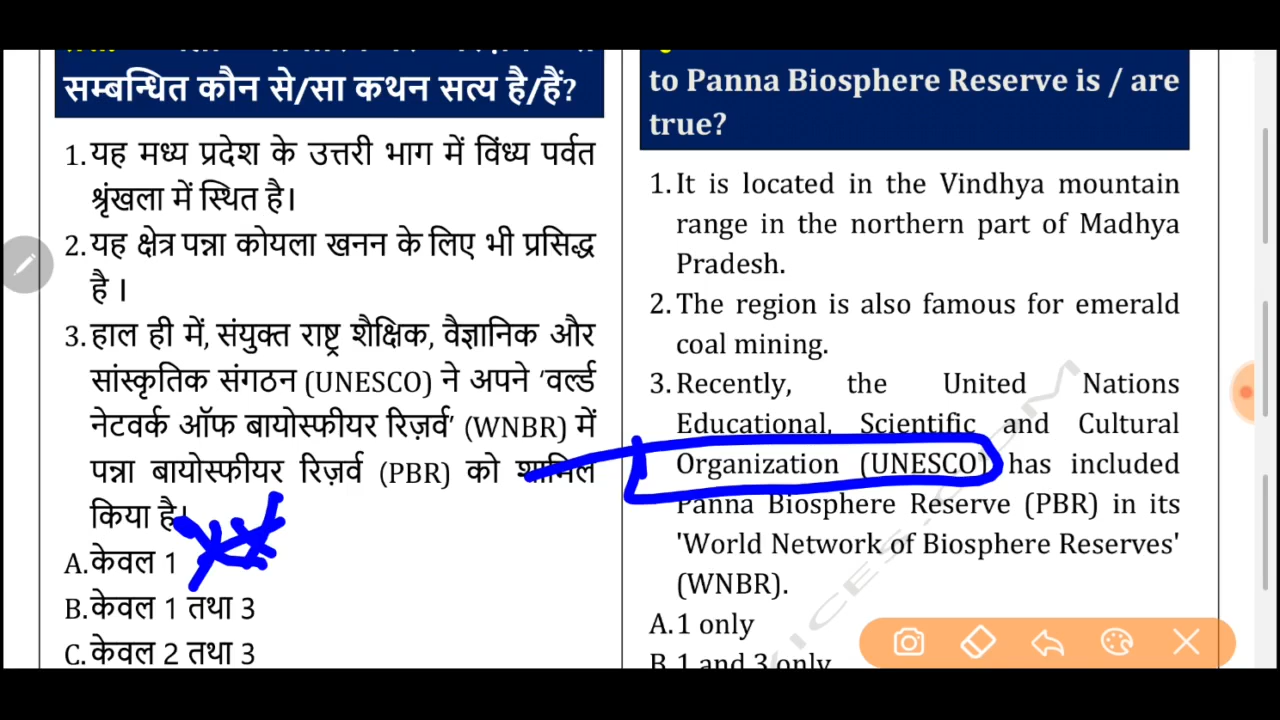 सम्बन्धित कौन से/सा कथन सत्य है/हैं?
1. यह मध्य प्रदेश के उत्तरी भाग में विंध्य पर्वत
श्रृंखला में स्थित है।
2. यह क्षेत्र पन्ना कोयला खनन के लिए भी प्रसिद्ध
है ।
3. हाल ही में, संयुक्त राष्ट्र शैक्षिक, वैज्ञानिक और
सांस्कृतिक संगठन (UNESCO) ने अपने ‘वर्ल्ड
नेटवर्क ऑफ बायोस्फीयर रिज़र्व’ (WNBR) में
पन्ना बायोस्फीयर रिज़र्व (PBR) को शामिल
किया है।
A. केवल 1
B. केवल 1 तथा 3
C. केवल 2 तथा 3
to Panna Biosphere Reserve is / are
true?
1. It is located in the Vindhya mountain
range in the northern part of Madhya
Pradesh.
2. The region is also famous for emerald
coal mining.
3. Recently, the United Nations
Educational, Scientific and Cultural
Organization (UNESCO) has included
Panna Biosphere Reserve (PBR) in its
'World Network of Biosphere Reserves'
(WNBR).
A. 1 only
B. 1 and 3 only